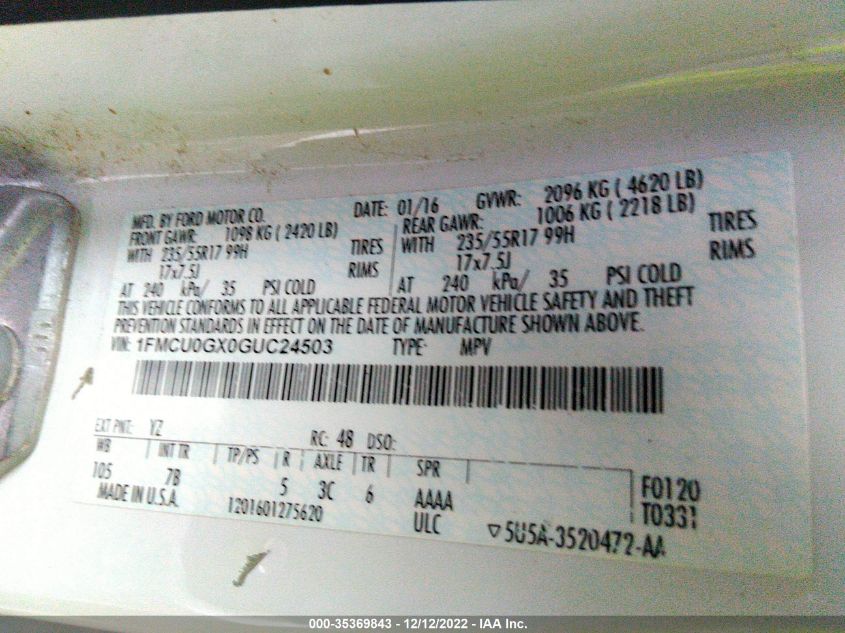 MFD. BY FORD MOTOR CO. DATE: 01/16 GVWR: 2096 KG ( 4620 LB)
FRONT GAWR: 1098 KG ( 2420 LB) REAR GAWR: 1006 KG ( 2218 LB)
WITH 235/55R17 99H TIRES WITH 235/55R17 99H TIRES
17x7.5J RIMS 17x7.5J RIMS
AT 240 kPa/ 35 PSI COLD AT 240 kPa/ 35 PSI COLD
THIS VEHICLE CONFORMS TO ALL APPLICABLE FEDERAL MOTOR VEHICLE SAFETY AND THEFT
PREVENTION STANDARDS IN EFFECT ON THE DATE OF MANUFACTURE SHOWN ABOVE.
VIN: 1FMCU0GX0GUC24503 TYPE: MPV
EXT PNT: YZ RC: 48 DSO:
WB INT TR TP/PS R AXLE TR SPR
105 7B 5 3C 6 AAAA F0120
MADE IN U.S.A. 1201601275620 ULC T0331
▽5U5A-3520472-AA
000-35369843 - 12/12/2022 - IAA Inc.